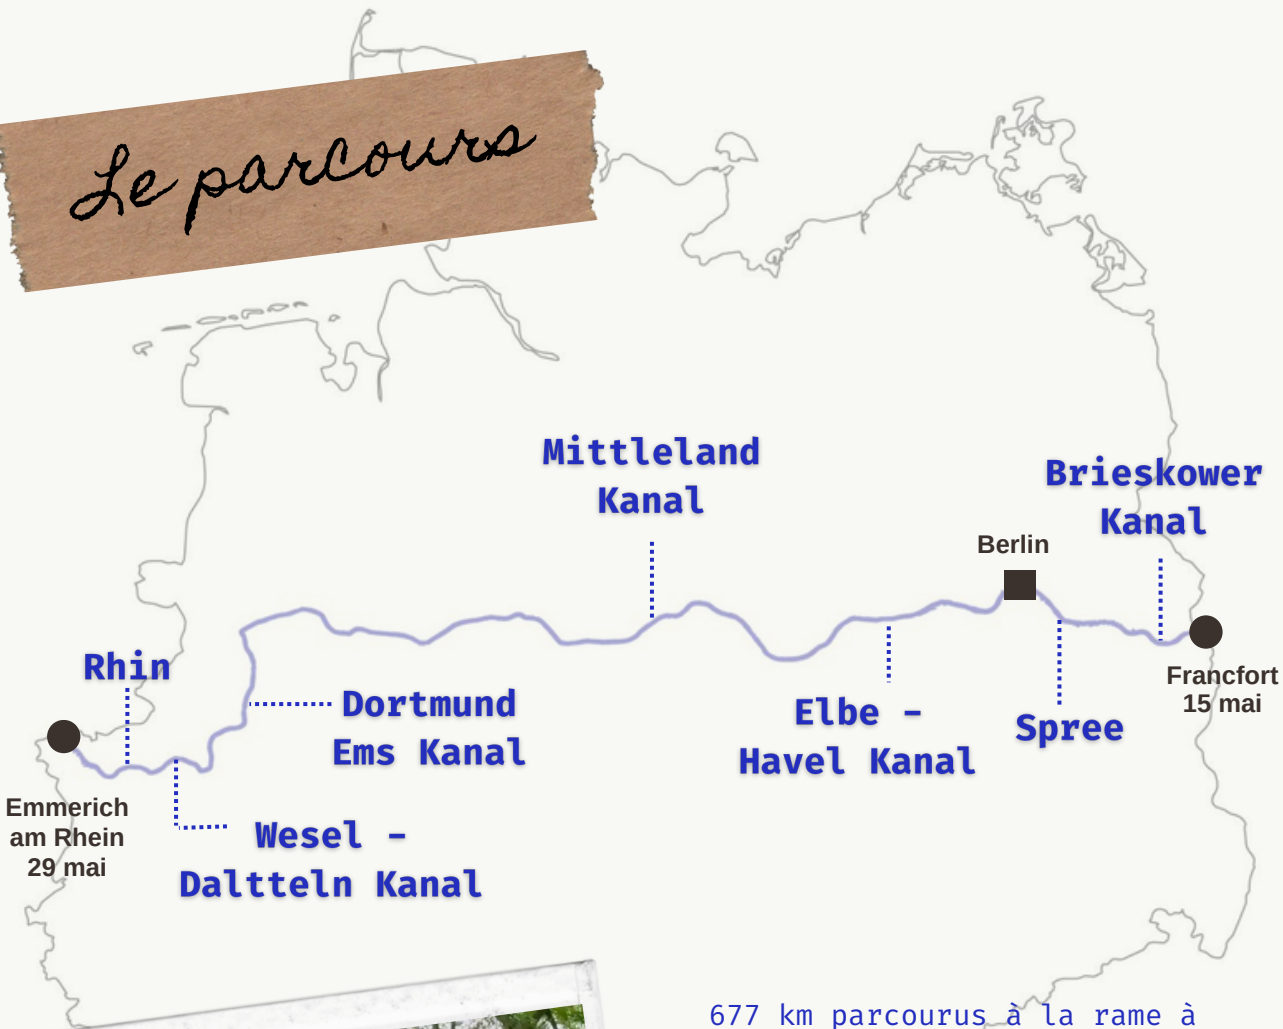 Le parcours
Mittleland
Kanal
Brieskower
Kanal
Berlin
Rhin
Francfort
15 mai
Dortmund
Ems Kanal
Elbe -
Havel Kanal
Spree
Emmerich
am Rhein
29 mai
Wesel -
Daltteln Kanal
677 km parcourus à la rame à